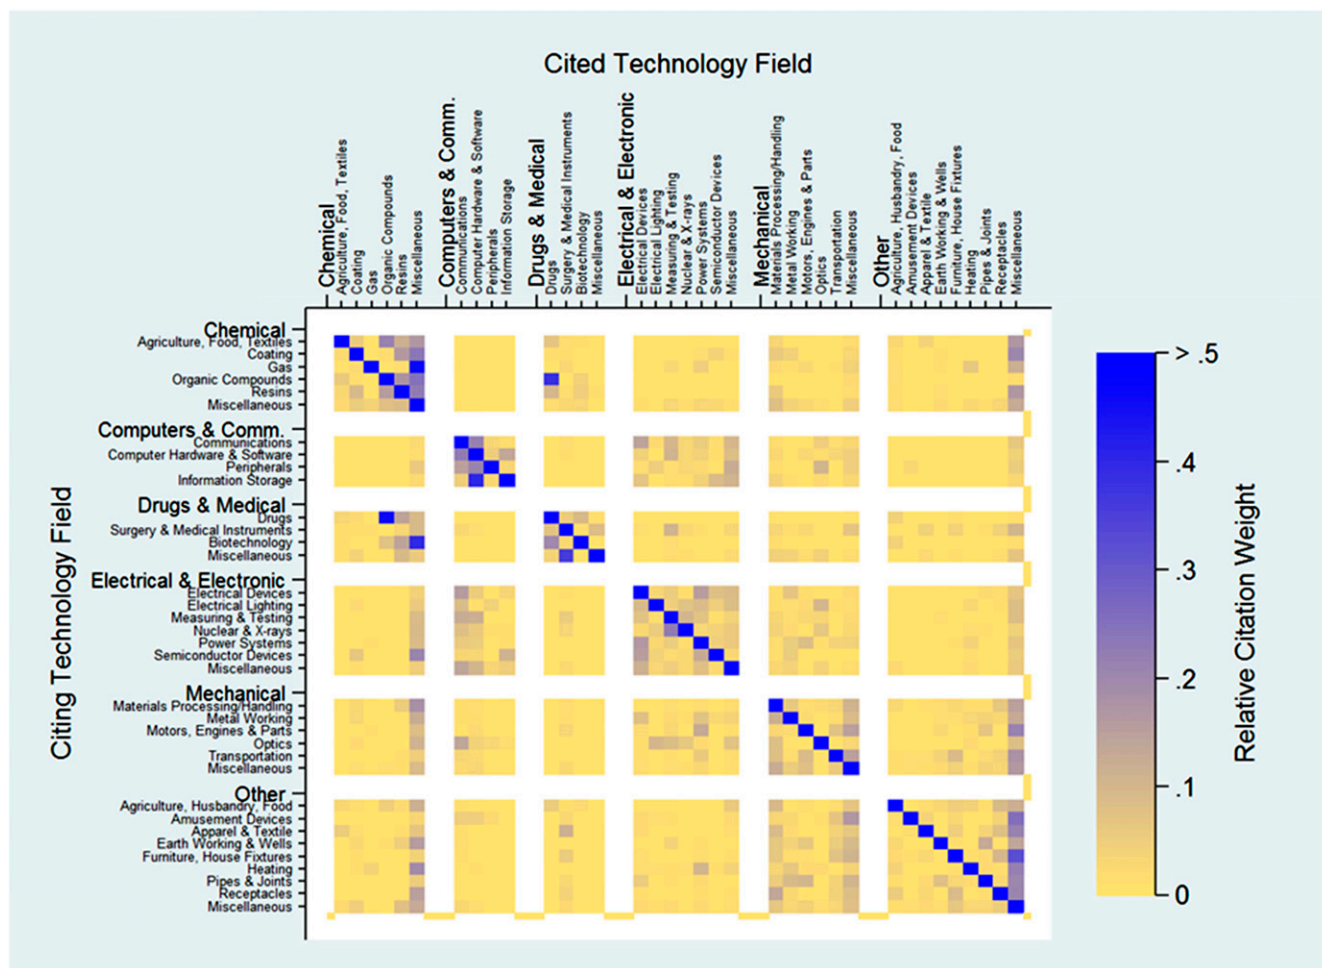 Cited Technology Field
Chemical
Agriculture, Food, Textiles
Coating
Gas
Organic Compounds
Resins
Miscellaneous
Computers & Comm.
Communications
Computer Hardware & Software
Peripherals
Information Storage
Drugs & Medical
Drugs
Surgery & Medical Instruments
Biotechnology
Miscellaneous
Electrical & Electronic
Electrical Devices
Electrical Lighting
Measuring & Testing
Nuclear & X-rays
Power Systems
Semiconductor Devices
Miscellaneous
Mechanical
Materials Processing/Handling
Metal Working
Motors, Engines & Parts
Optics
Transportation
Miscellaneous
Other
Agriculture, Husbandry, Food
Amusement Devices
Apparel & Textile
Earth Working & Wells
Furniture, House Fixtures
Heating
Pipes & Joints
Receptacles
Miscellaneous
Citing Technology Field
Chemical
Agriculture, Food, Textiles
Coating
Gas
Organic Compounds
Resins
Miscellaneous
Computers & Comm.
Communications
Computer Hardware & Software
Peripherals
Information Storage
Drugs & Medical
Drugs
Surgery & Medical Instruments
Biotechnology
Miscellaneous
Electrical & Electronic
Electrical Devices
Electrical Lighting
Measuring & Testing
Nuclear & X-rays
Power Systems
Semiconductor Devices
Miscellaneous
Mechanical
Materials Processing/Handling
Metal Working
Motors, Engines & Parts
Optics
Transportation
Miscellaneous
Other
Agriculture, Husbandry, Food
Amusement Devices
Apparel & Textile
Earth Working & Wells
Furniture, House Fixtures
Heating
Pipes & Joints
Receptacles
Miscellaneous
> .5
.4
.3
.2
.1
0
Relative Citation Weight